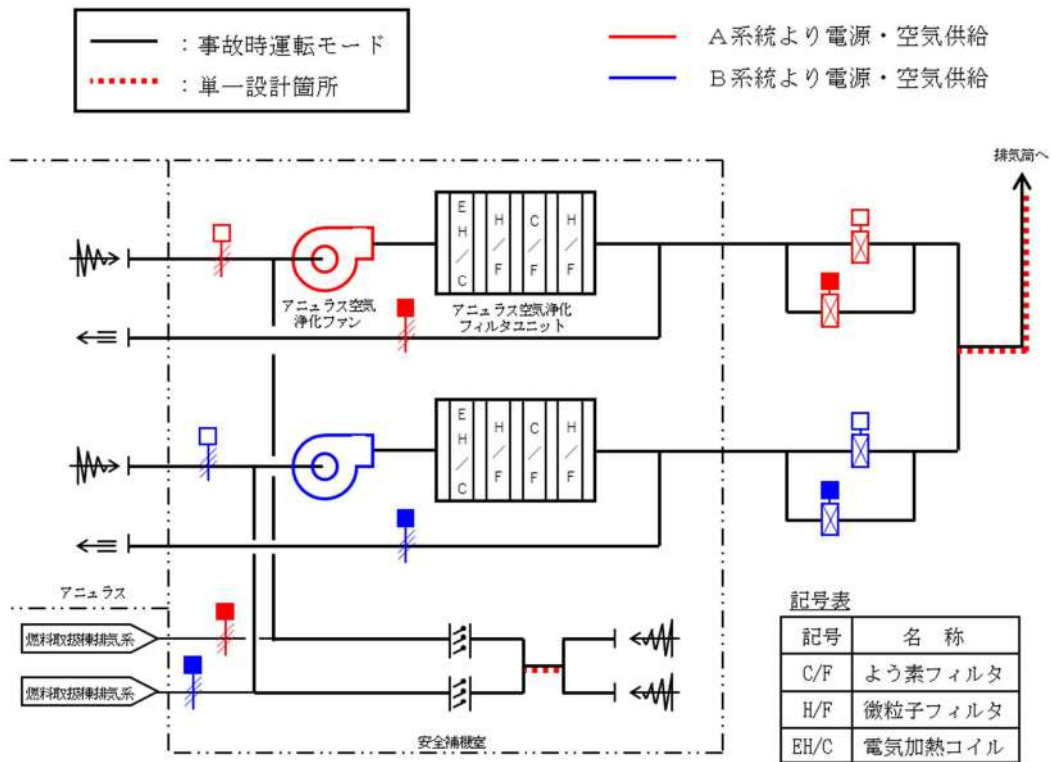 ：事故時運転モード
：単一設計箇所
A系統より電源・空気供給
B系統より電源・空気供給
排気筒へ
E H／C
H／F
C／F
H／F
アニュラス空気
浄化ファン
アニュラス空気浄化
フィルタユニット
E H／C
H／F
C／F
H／F
アニュラス
燃料取扱棟排気系
燃料取扱棟排気系
安全補機室
記号表
記号 名 称
C/F よう素フィルタ
H/F 微粒子フィルタ
EH/C 電気加熱コイル